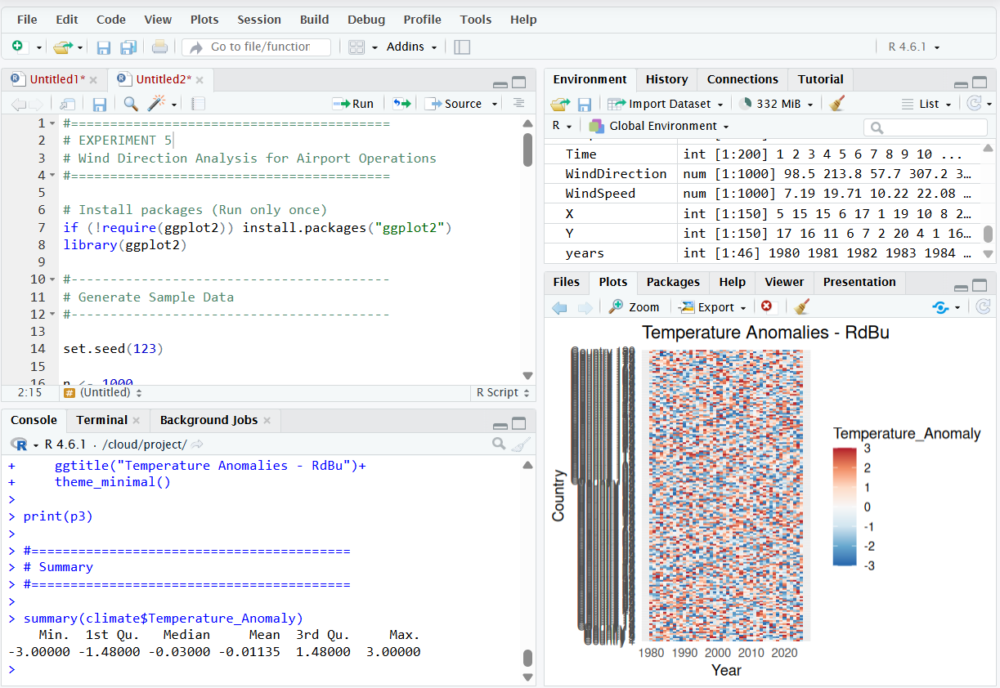 File Edit Code View Plots Session Build Debug Profile Tools Help
Go to file/function Addins R 4.6.1
Untitled1* Untitled2*
Run Source
1 #=========================================
2 # EXPERIMENT 5
3 # Wind Direction Analysis for Airport Operations
4 #=========================================
5
6 # Install packages (Run only once)
7 if (!require(ggplot2)) install.packages("ggplot2")
8 library(ggplot2)
9
10 #-----------------------------------------
11 # Generate Sample Data
12 #-----------------------------------------
13
14 set.seed(123)
15
16 n <- 1000
2:15 # (Untitled) R Script
Console Terminal Background Jobs
R 4.6.1 . /cloud/project/
+ ggtitle("Temperature Anomalies - RdBu")+
+ theme_minimal()
>
> print(p3)
>
> #=========================================
> # Summary
> #=========================================
>
> summary(climate$Temperature_Anomaly)
Min. 1st Qu. Median Mean 3rd Qu. Max.
-3.00000 -1.48000 -0.03000 -0.01135 1.48000 3.00000
>
Environment History Connections Tutorial
Import Dataset 332 MiB List
R Global Environment
Time int [1:200] 1 2 3 4 5 6 7 8 9 10 ...
WindDirection num [1:1000] 98.5 213.8 57.7 307.2 3…
WindSpeed num [1:1000] 7.19 19.71 10.22 22.08 …
X int [1:150] 5 15 15 6 17 1 19 10 8 2…
Y int [1:150] 17 16 11 6 7 2 20 4 1 16…
years int [1:46] 1980 1981 1982 1983 1984 …
Files Plots Packages Help Viewer Presentation
Zoom Export
Temperature Anomalies - RdBu
Country
Temperature_Anomaly
3
2
1
0
-1
-2
-3
1980 1990 2000 2010 2020
Year